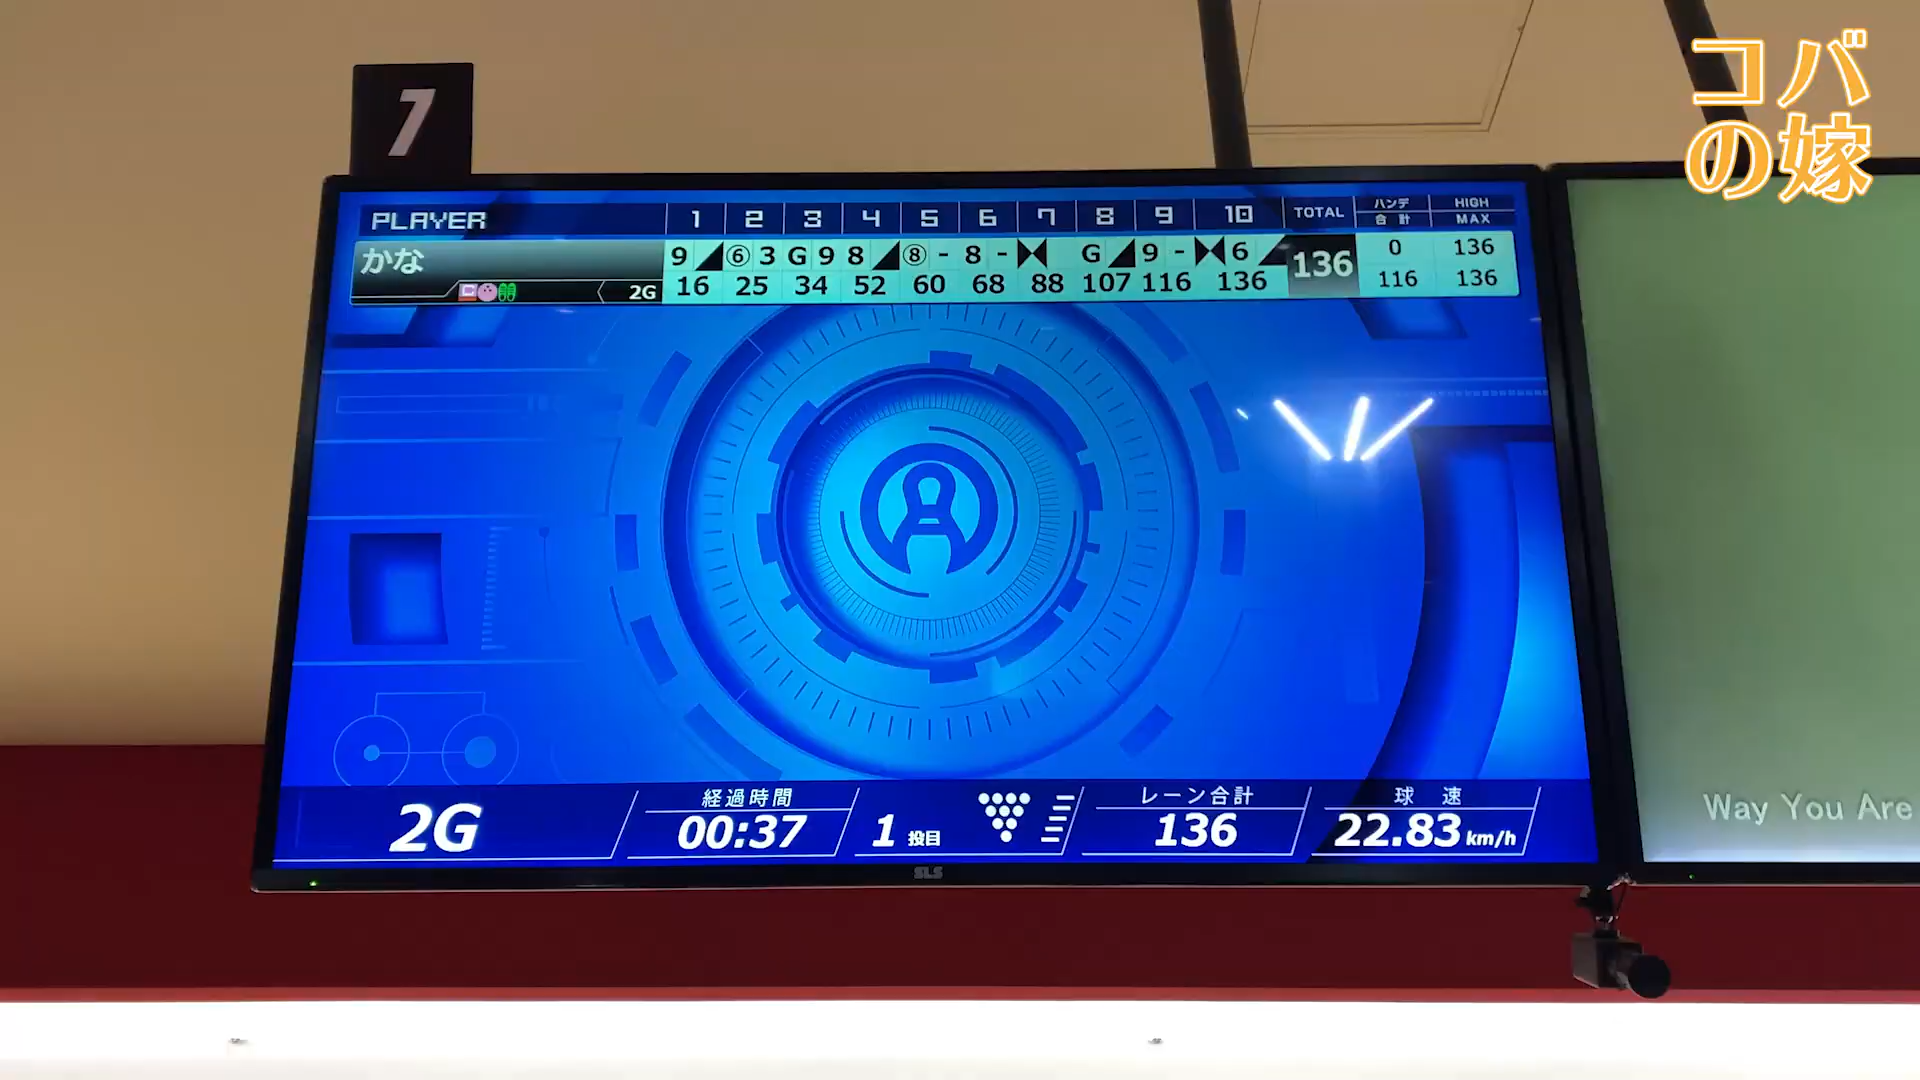 コバ
の嫁
7
PLAYER 1 2 3 4 5 6 7 8 9 10 TOTAL ハンデ 合計 HIGH MAX
かな 9 ⑥ 3 G 9 8 ⑧ - 8 - G 9 - 6 136 0 136
2G 16 25 34 52 60 68 88 107 116 136 116 136
2G
経過時間
00:37
1 投目
レーン合計
136
球速
22.83 km/h
SLS
Way You Are